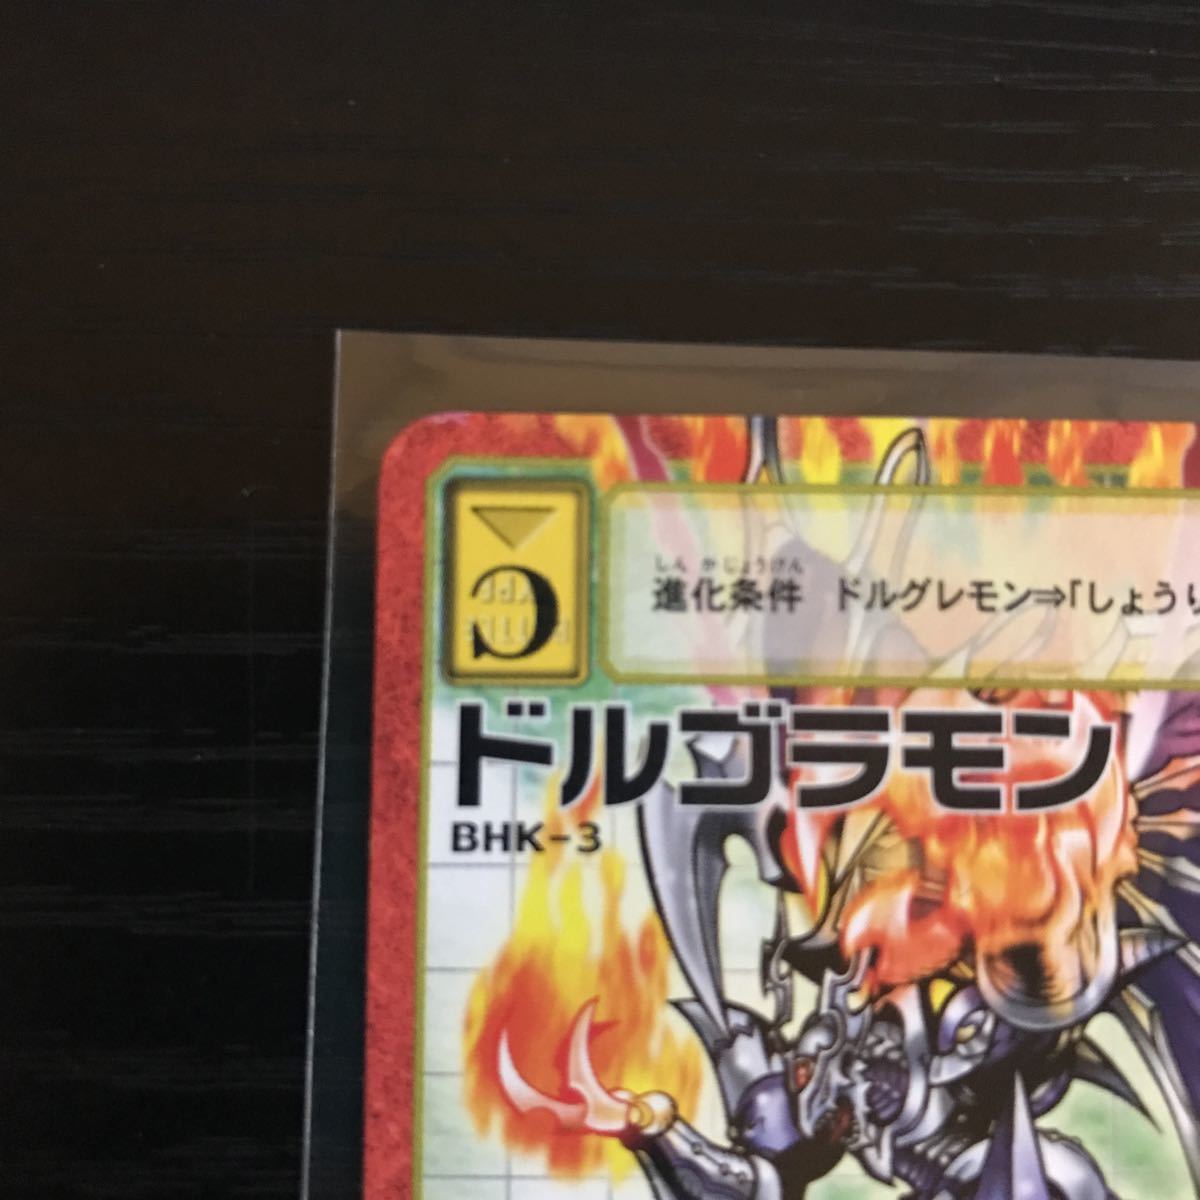 しんかじょうけん
進化条件 ドルグレモン⇒「しょうり
C
ドルゴラモン
BHK-3